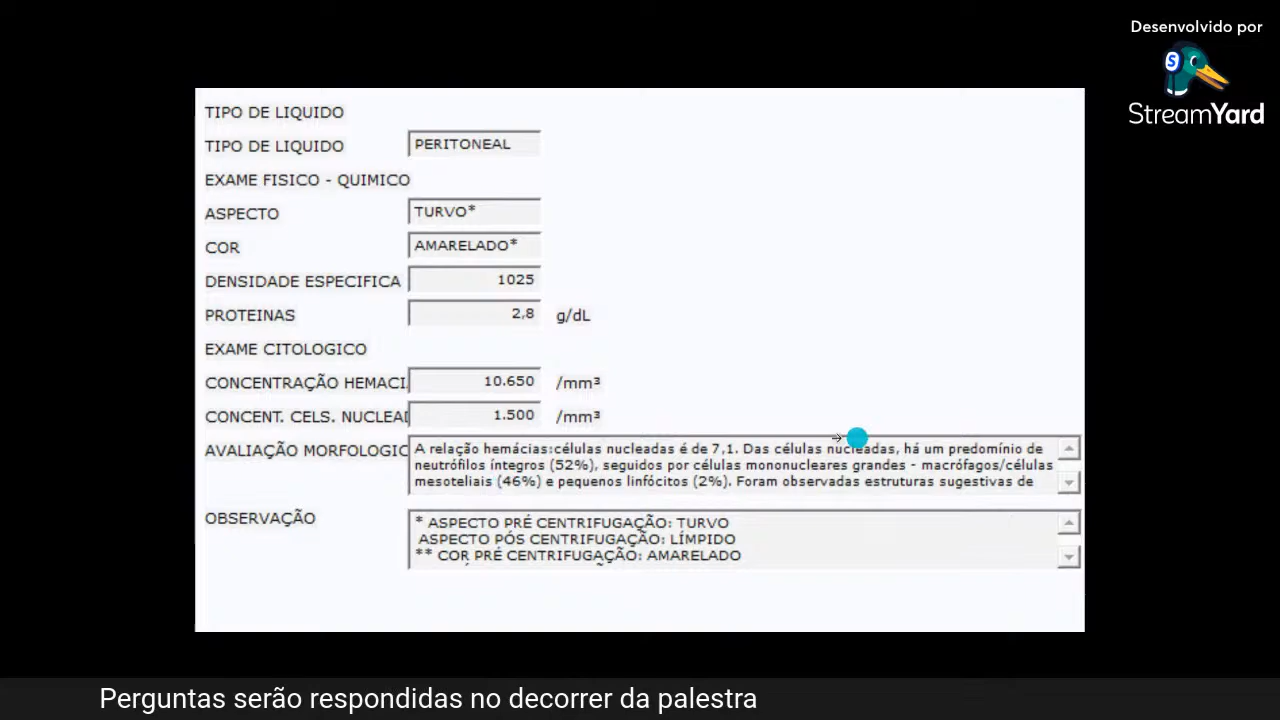 Desenvolvido por
StreamYard
TIPO DE LIQUIDO
TIPO DE LIQUIDO PERITONEAL
EXAME FISICO - QUIMICO
ASPECTO TURVO*
COR AMARELADO*
DENSIDADE ESPECIFICA 1025
PROTEINAS 2,8 g/dL
EXAME CITOLOGICO
CONCENTRAÇÃO HEMACI 10.650 /mm³
CONCENT. CELS. NUCLEAD 1.500 /mm³
AVALIAÇÃO MORFOLOGIC A relação hemácias:células nucleadas é de 7,1. Das células nucleadas, há um predomínio de
neutrófilos íntegros (52%), seguidos por células mononucleares grandes - macrófagos/células
mesoteliais (46%) e pequenos linfócitos (2%). Foram observadas estruturas sugestivas de
OBSERVAÇÃO * ASPECTO PRÉ CENTRIFUGAÇÃO: TURVO
ASPECTO PÓS CENTRIFUGAÇÃO: LÍMPIDO
** COR PRÉ CENTRIFUGAÇÃO: AMARELADO
Perguntas serão respondidas no decorrer da palestra